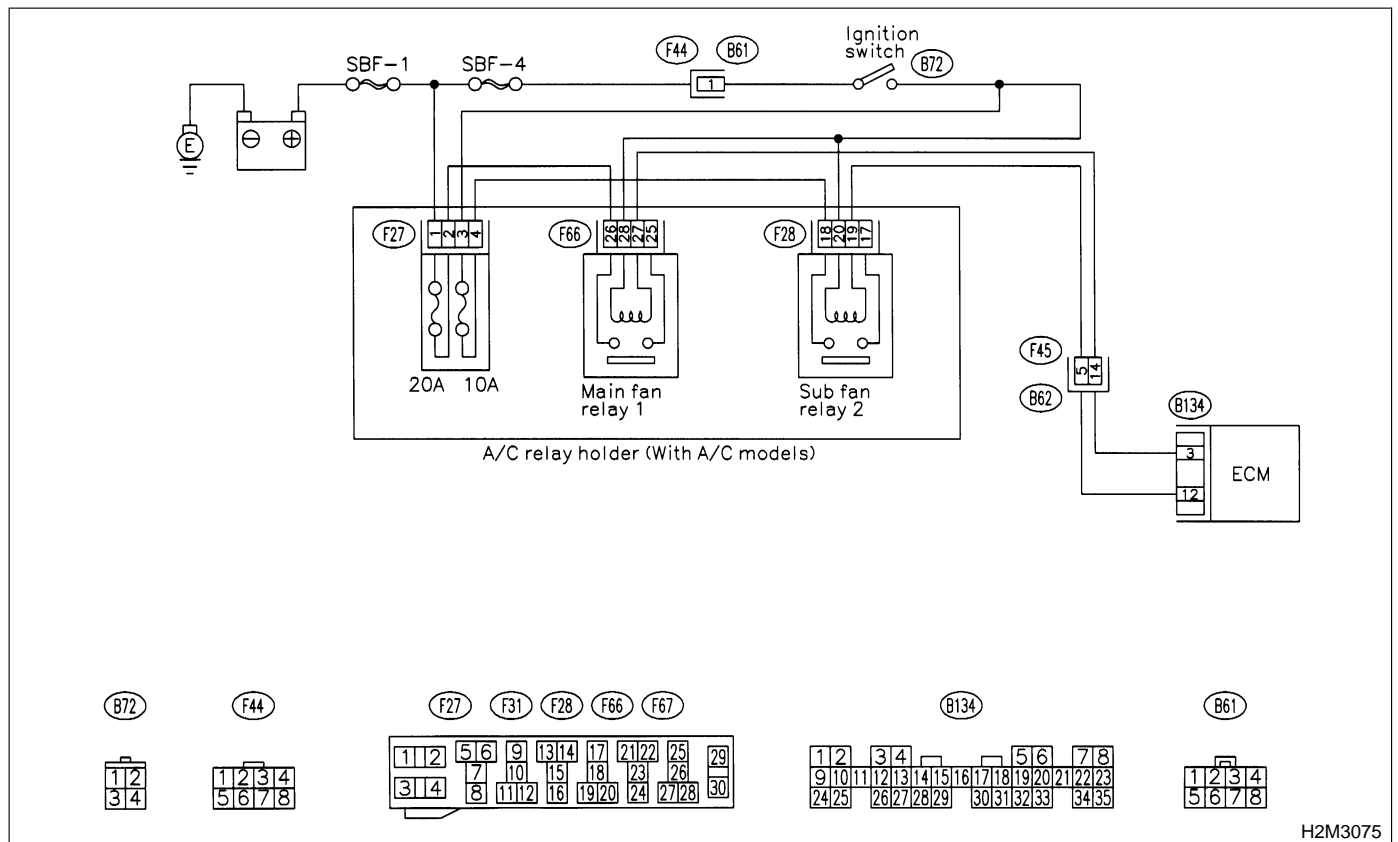 Ignition
switch
F44 B61
B72
SBF-1 SBF-4
1
E
⊖ ⊕
F27 F66 F28
1 2 3 4
26 28 27 25
18 20 19 17
20A 10A
Main fan
relay 1
Sub fan
relay 2
A/C relay holder (With A/C models)
F45
5 14
B62
B134
3
12
ECM
B72 F44 F27 F31 F28 F66 F67 B134 B61
1 2
3 4
1 2 3 4
5 6 7 8
1 2 5 6 9 13 14 17 21 22 25 29
7 10 15 18 23 26
3 4 8 11 12 16 19 20 24 27 28 30
1 2 3 4 5 6 7 8
9 10 11 12 13 14 15 16 17 18 19 20 21 22 23
24 25 26 27 28 29 30 31 32 33 34 35
1 2 3 4
5 6 7 8
H2M3075